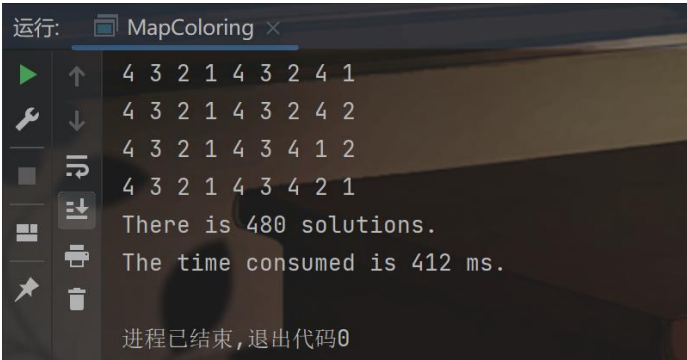 运行: MapColoring
4 3 2 1 4 3 2 4 1
4 3 2 1 4 3 2 4 2
4 3 2 1 4 3 4 1 2
4 3 2 1 4 3 4 2 1
There is 480 solutions.
The time consumed is 412 ms.
进程已结束,退出代码0